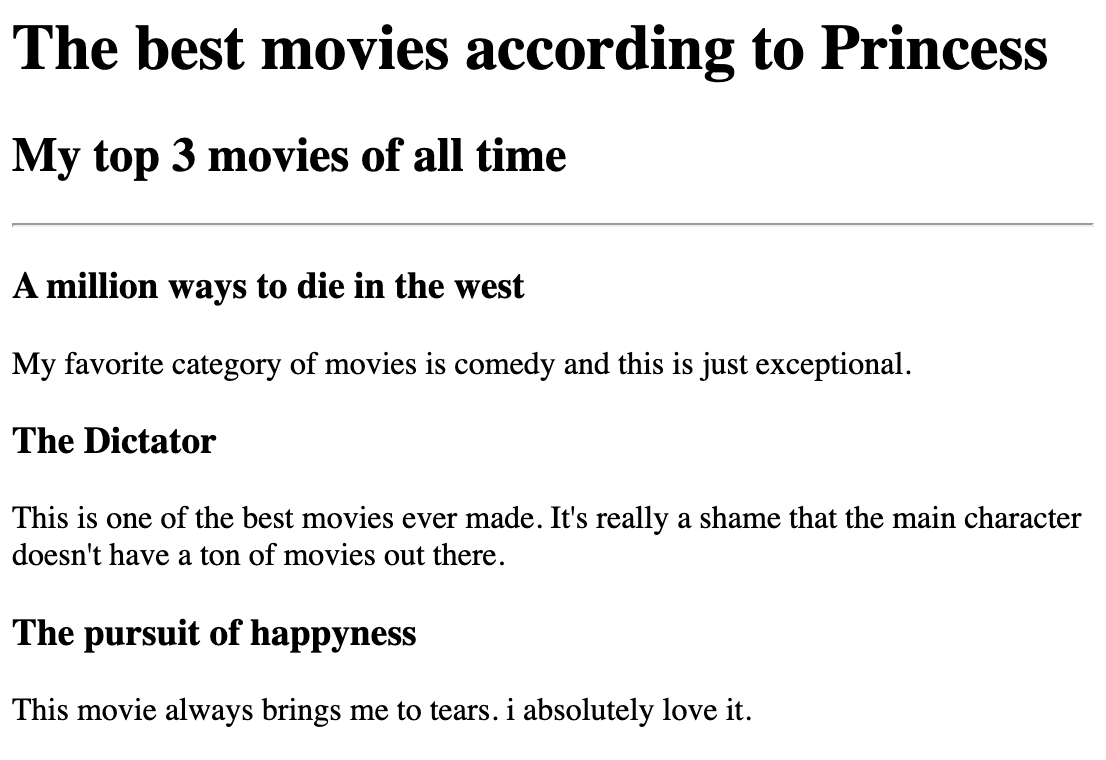 The best movies according to Princess
My top 3 movies of all time
A million ways to die in the west
My favorite category of movies is comedy and this is just exceptional.
The Dictator
This is one of the best movies ever made. It's really a shame that the main character
doesn't have a ton of movies out there.
The pursuit of happyness
This movie always brings me to tears. i absolutely love it.